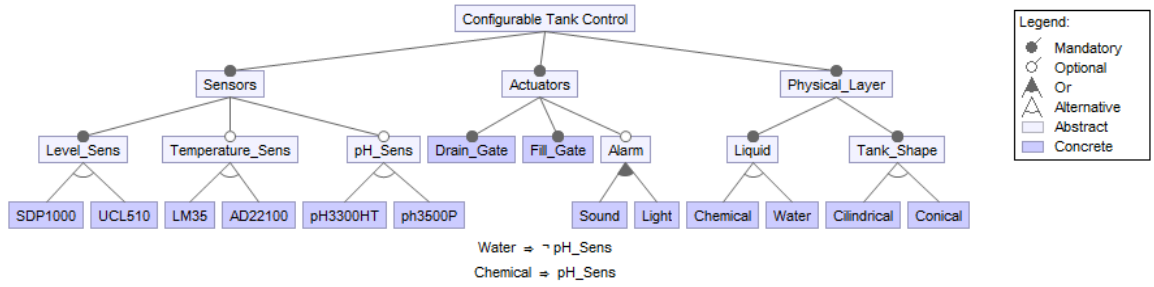 Configurable Tank Control
Legend:
Mandatory
Optional
Or
Alternative
Abstract
Concrete
Sensors
Actuators
Physical_Layer
Level_Sens
Temperature_Sens
pH_Sens
Drain_Gate
Fill_Gate
Alarm
Liquid
Tank_Shape
SDP1000
UCL510
LM35
AD22100
pH3300HT
ph3500P
Sound
Light
Chemical
Water
Cilindrical
Conical
Water ⇒ ¬ pH_Sens
Chemical ⇒ pH_Sens